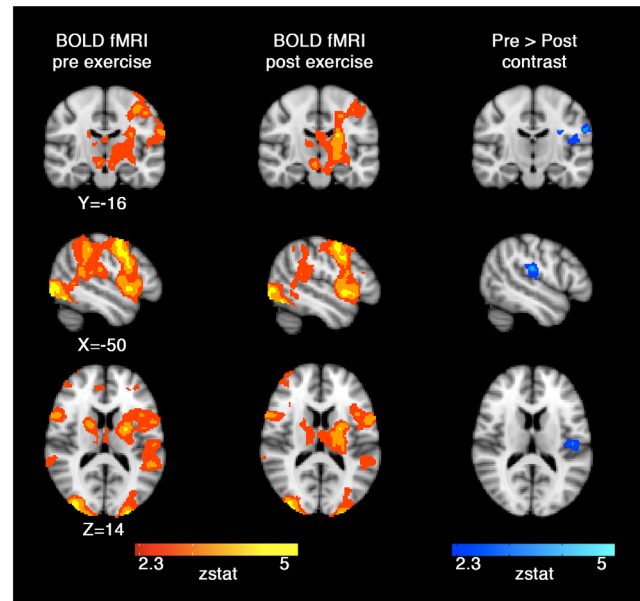 BOLD fMRI
pre exercise
BOLD fMRI
post exercise
Pre > Post
contrast
Y=-16
X=-50
Z=14
2.3 5
zstat
2.3 5
zstat